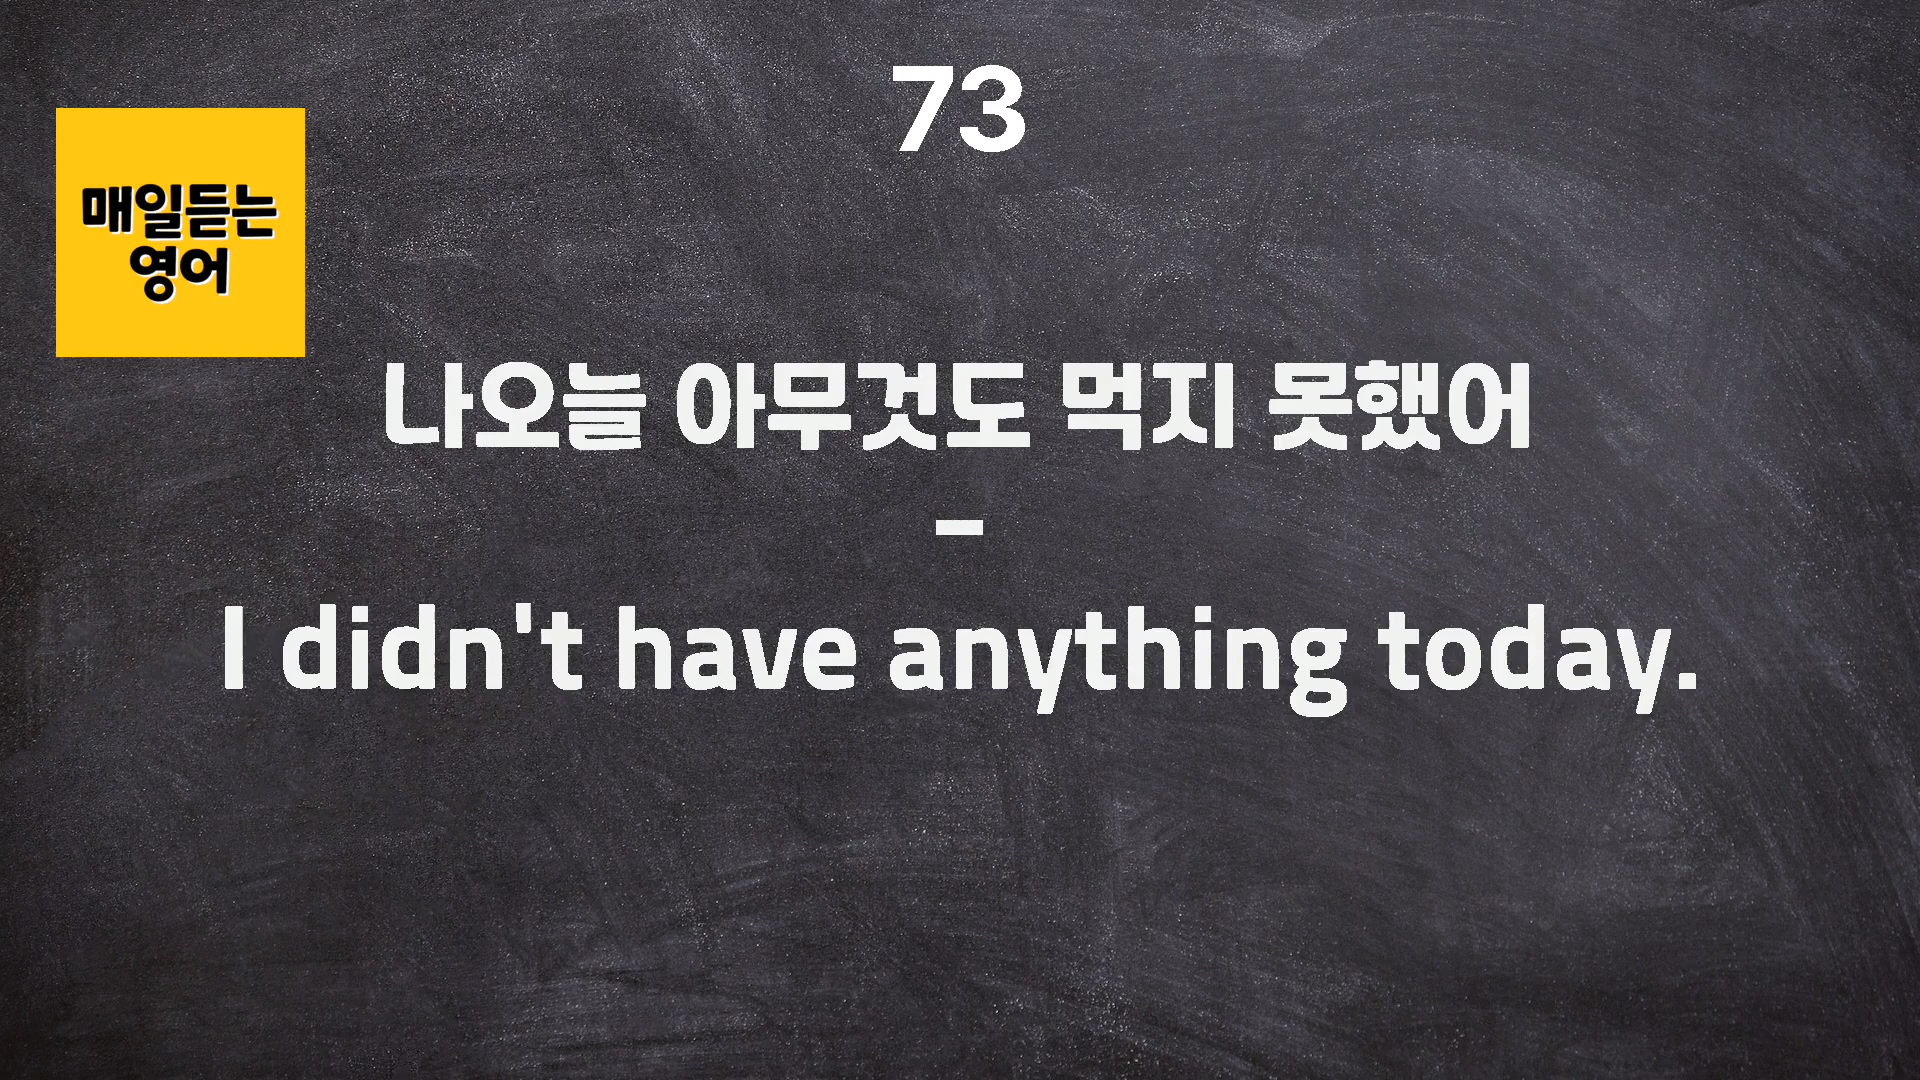 73
매일듣는
영어
나오늘 아무것도 먹지 못했어
-
I didn't have anything today.